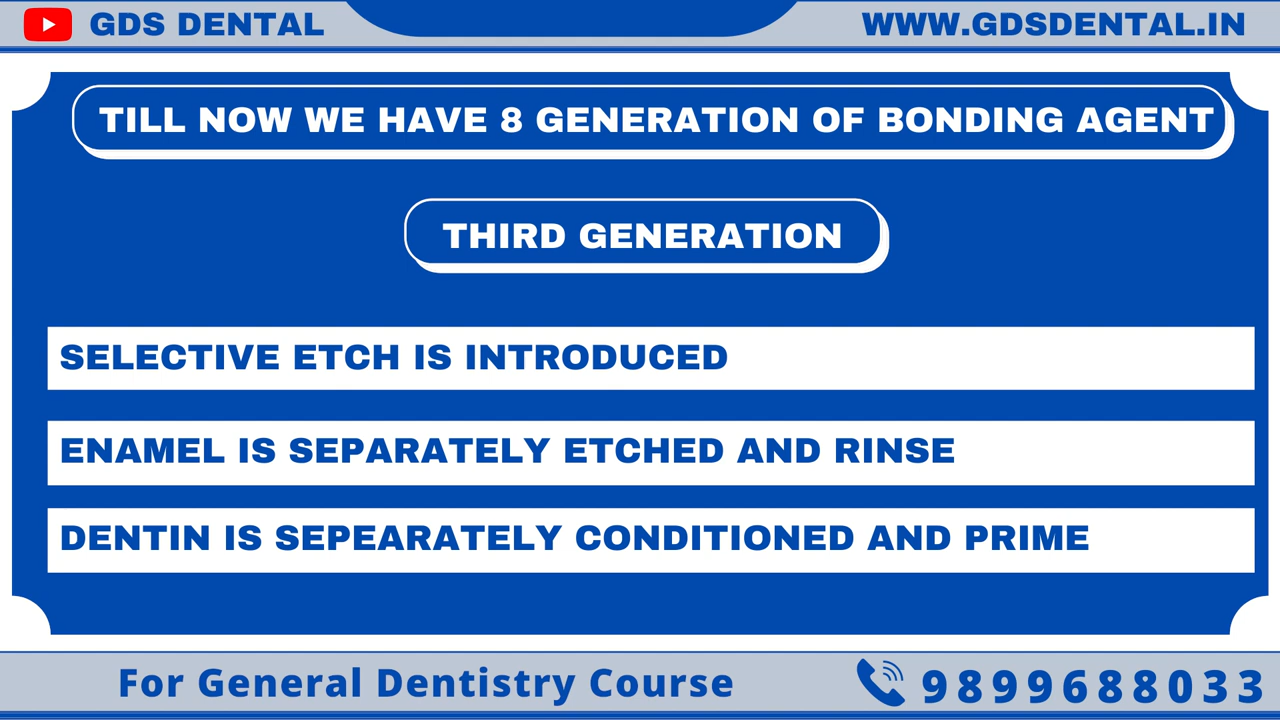 GDS DENTAL
WWW.GDSDENTAL.IN
TILL NOW WE HAVE 8 GENERATION OF BONDING AGENT
THIRD GENERATION
SELECTIVE ETCH IS INTRODUCED
ENAMEL IS SEPARATELY ETCHED AND RINSE
DENTIN IS SEPEARATELY CONDITIONED AND PRIME
For General Dentistry Course
9899688033